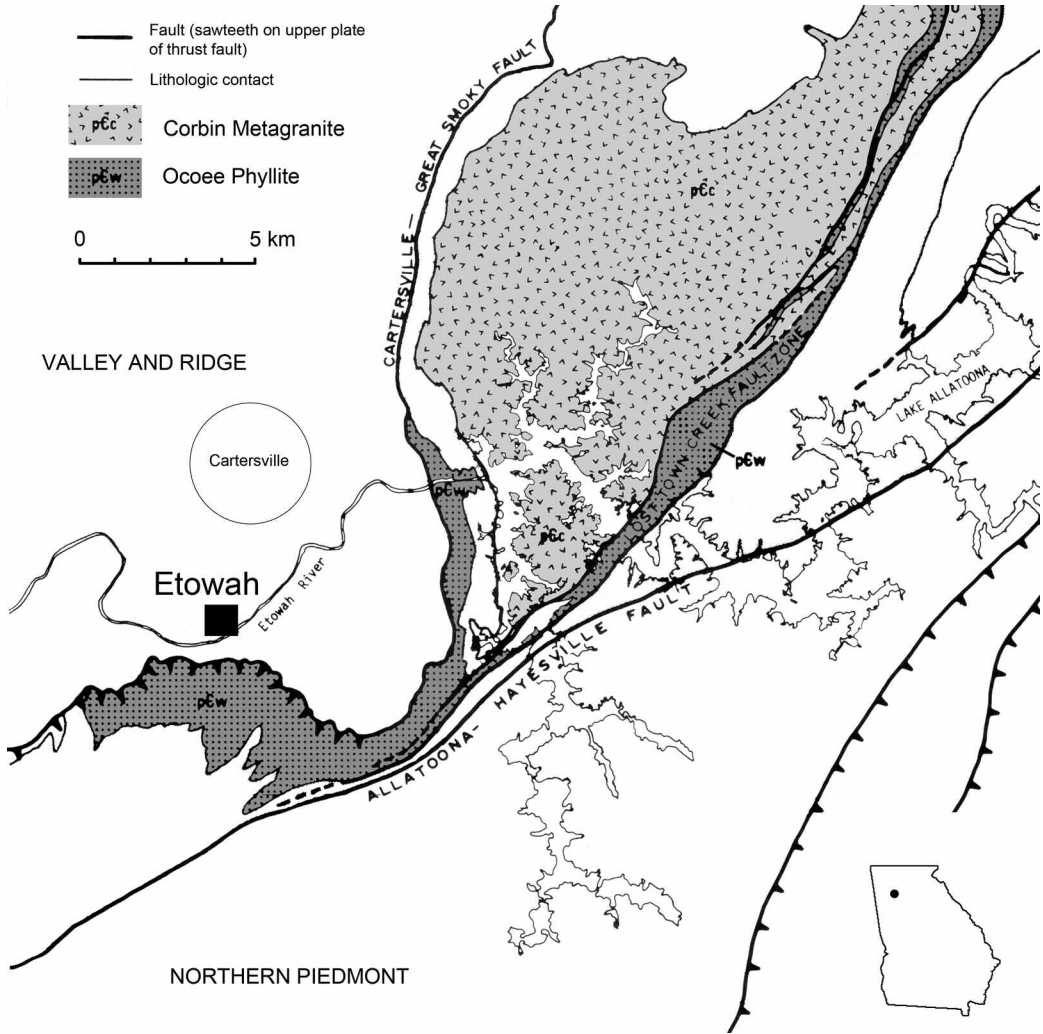 Fault (sawteeth on upper plate
of thrust fault)
Lithologic contact
p€c
Corbin Metagranite
p€w
Ocoee Phyllite
0
5 km
CARTERSVILLE — GREAT SMOKY FAULT
p€c
VALLEY AND RIDGE
LAKE ALLATOONA
LOST TOWN CREEK FAULT ZONE
p€w
Cartersville
p€w
p€c
Etowah
Etowah River
ALLATOONA — HAYESVILLE FAULT
p€w
NORTHERN PIEDMONT